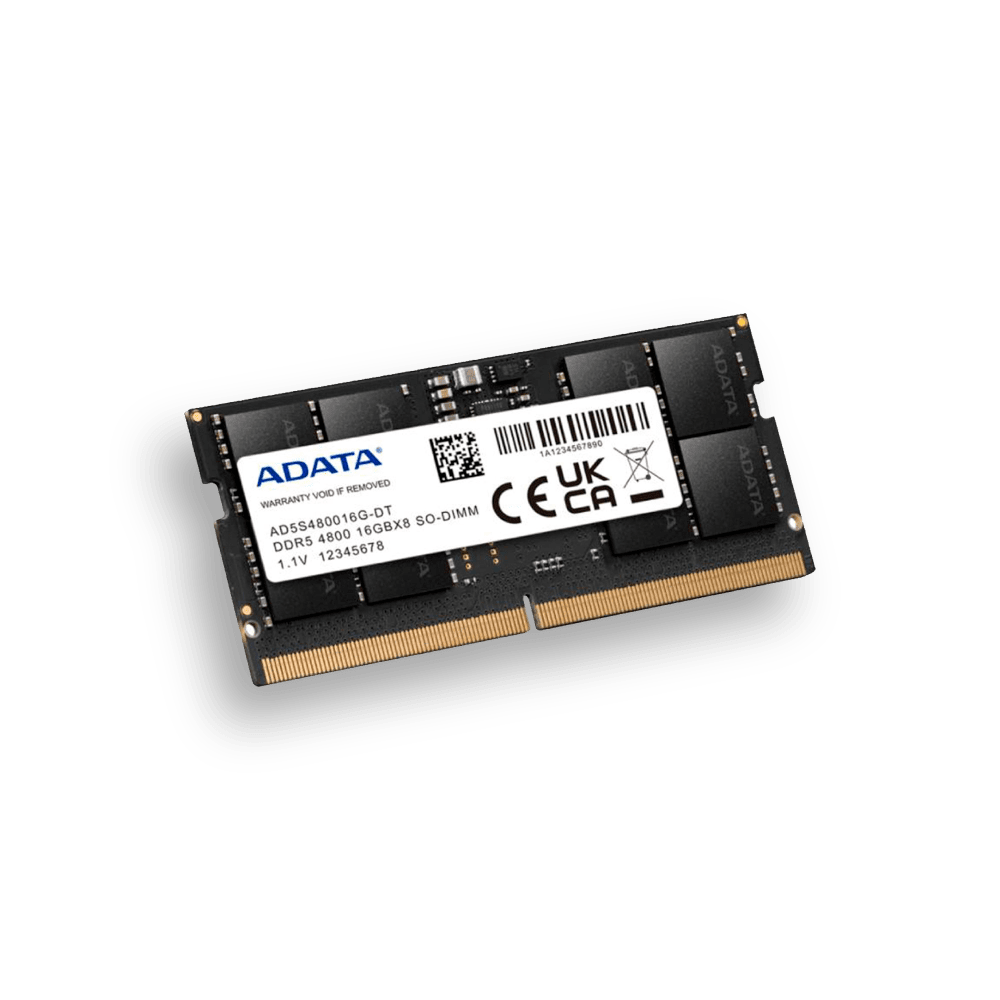 ADATA®
WARRANTY VOID IF REMOVED
AD5S480016G-DT
DDR5 4800 16GBX8 SO-DIMM
1.1V 12345678
1A1234567890
CE
UK
CA
ADATA
ADATA
ADATA